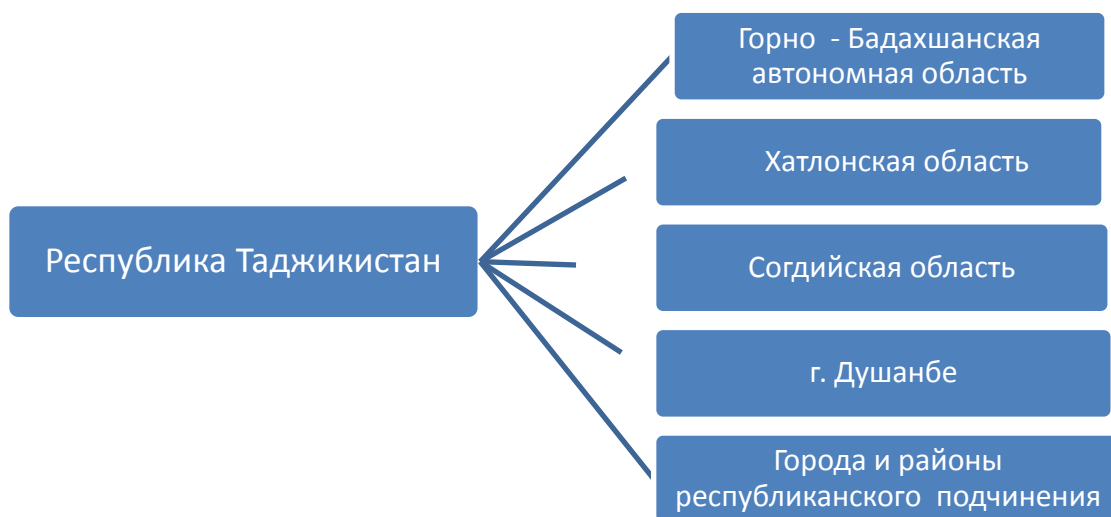 Горно - Бадахшанская
автономная область
Хатлонская область
Республика Таджикистан
Согдийская область
г. Душанбе
Города и районы
республиканского подчинения